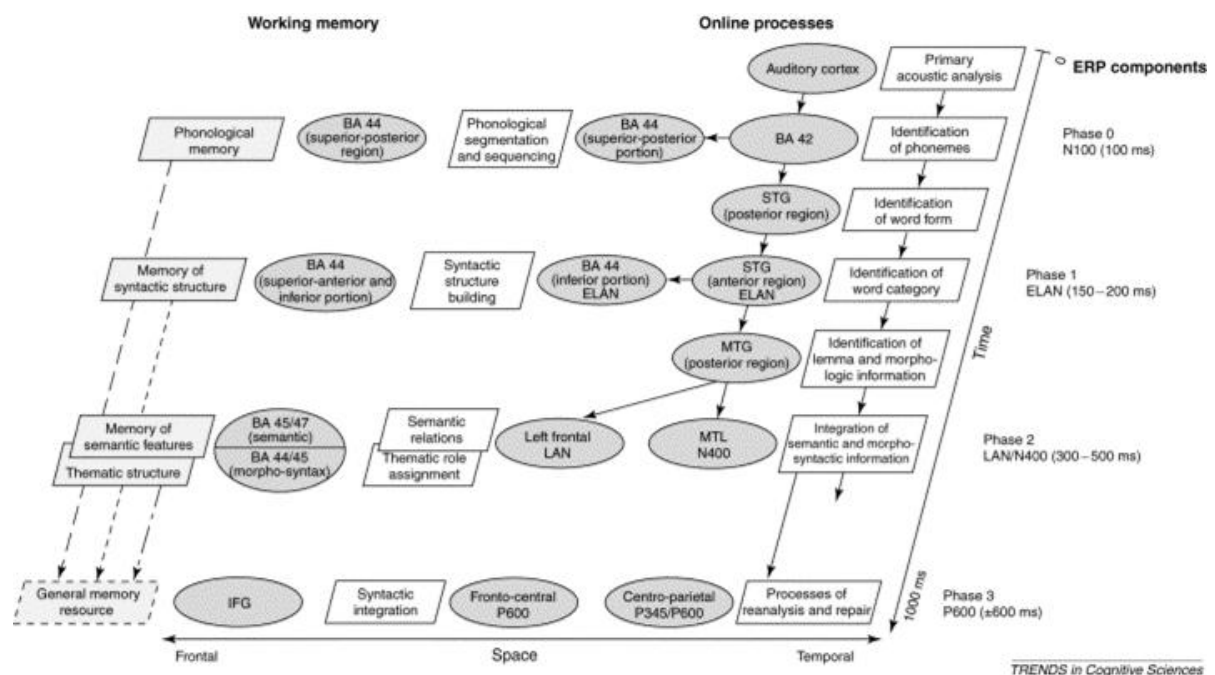 Working memory
Online processes
ERP components
Auditory cortex
Primary
acoustic analysis
0
Phonological
memory
BA 44
(superior-posterior
region)
Phonological
segmentation
and sequencing
BA 44
(superior-posterior
portion)
BA 42
Identification
of phonemes
Phase 0
N100 (100 ms)
STG
(posterior region)
Identification
of word form
Memory of
syntactic structure
BA 44
(superior-anterior and
inferior portion)
Syntactic
structure
building
BA 44
(inferior portion)
ELAN
STG
(anterior region)
ELAN
Identification of
word category
Phase 1
ELAN (150–200 ms)
Time
MTG
(posterior region)
Identification of
lemma and morpho-
logic information
Memory of
semantic features
Thematic structure
BA 45/47
(semantic)
BA 44/45
(morpho-syntax)
Semantic
relations
Thematic role
assignment
Left frontal
LAN
MTL
N400
Integration of
semantic and morpho-
syntactic information
Phase 2
LAN/N400 (300–500 ms)
General memory
resource
IFG
Syntactic
integration
Fronto-central
P600
Centro-parietal
P345/P600
Processes of
reanalysis and repair
1000 ms
Phase 3
P600 (±600 ms)
Frontal
Space
Temporal
TRENDS in Cognitive Sciences